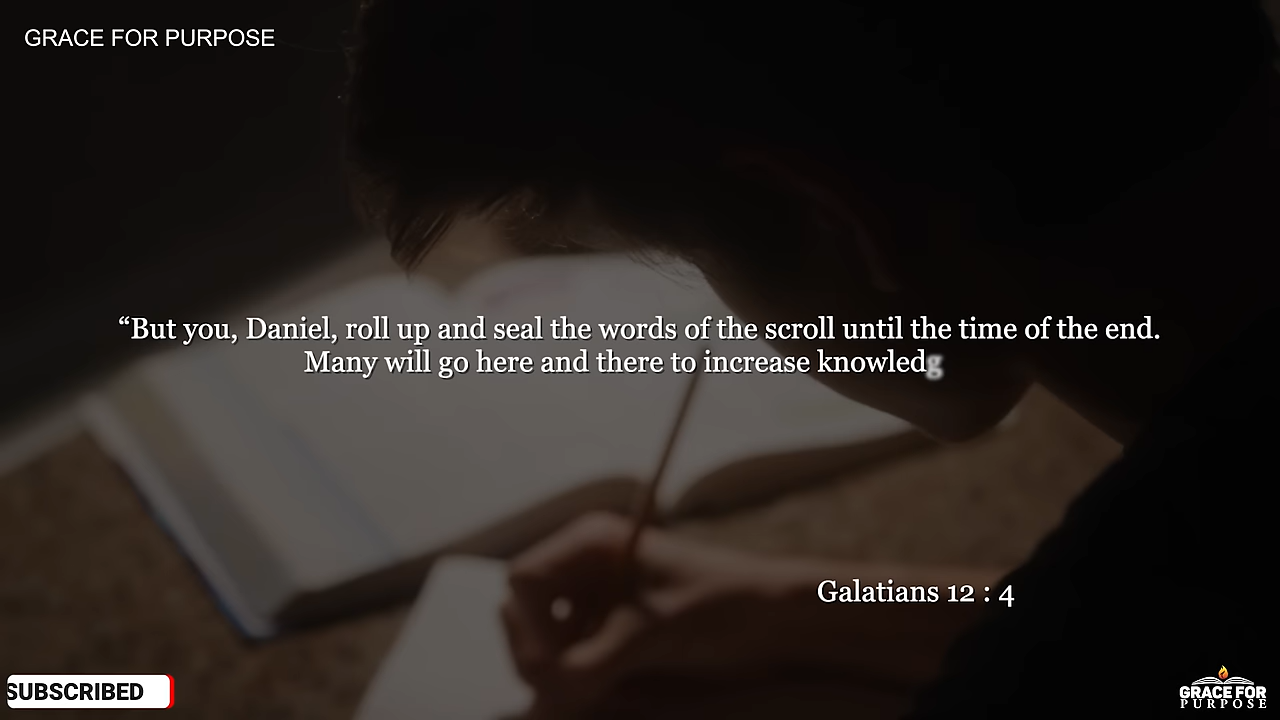 GRACE FOR PURPOSE
“But you, Daniel, roll up and seal the words of the scroll until the time of the end.
Many will go here and there to increase knowledg
Galatians 12 : 4
SUBSCRIBED
GRACE FOR
PURPOSE